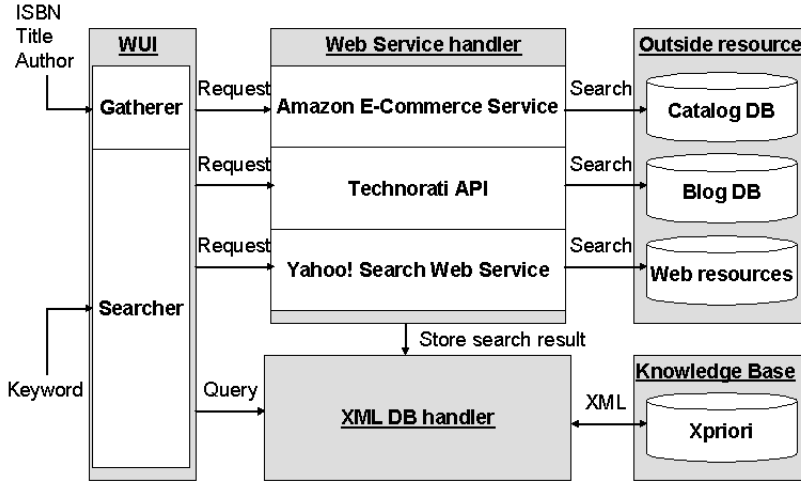 ISBN
Title
Author
WUI
Web Service handler
Outside resource
Gatherer
Request
Amazon E-Commerce Service
Search
Catalog DB
Request
Technorati API
Search
Blog DB
Request
Yahoo! Search Web Service
Search
Web resources
Searcher
Store search result
Keyword
Query
XML DB handler
XML
Knowledge Base
Xpriori